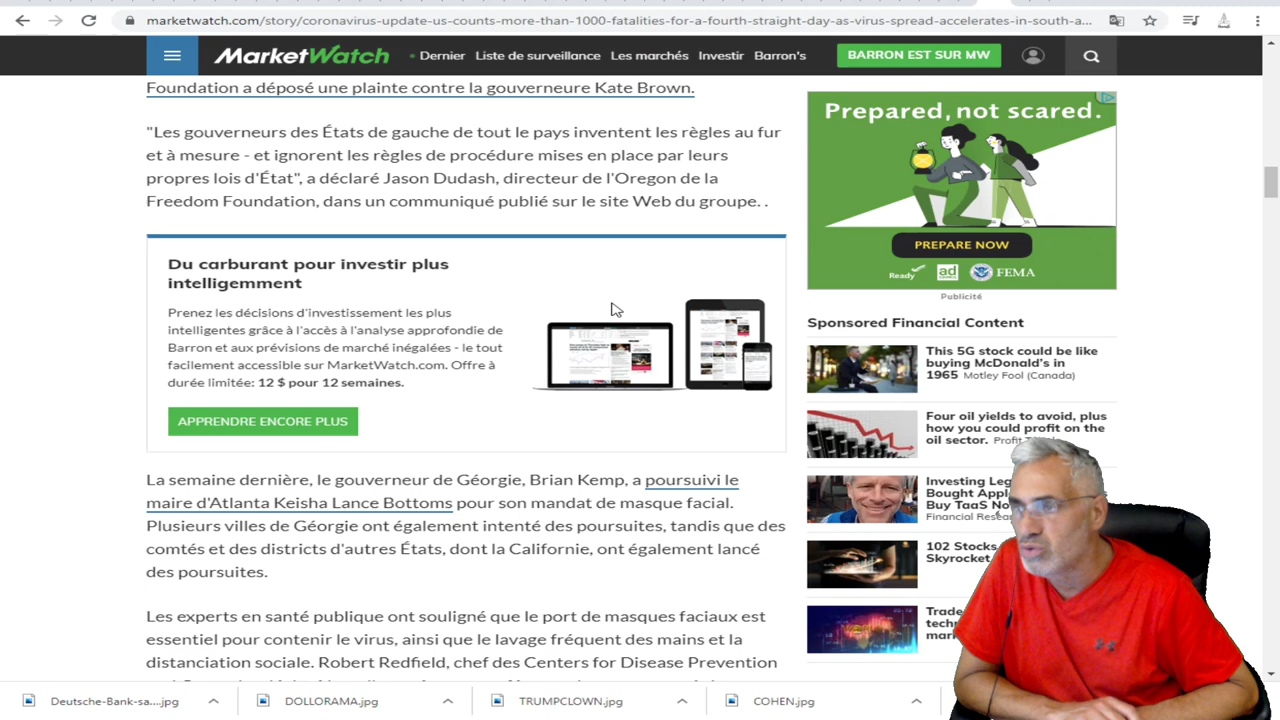 marketwatch.com/story/coronavirus-update-us-counts-more-than-1000-fatalities-for-a-fourth-straight-day-as-virus-spread-accelerates-in-south-a...
MarketWatch
Dernier
Liste de surveillance
Les marchés
Investir
Barron's
BARRON EST SUR MW
Foundation a déposé une plainte contre la gouverneure Kate Brown.
"Les gouverneurs des États de gauche de tout le pays inventent les règles au fur
et à mesure - et ignorent les règles de procédure mises en place par leurs
propres lois d'État", a déclaré Jason Dudash, directeur de l'Oregon de la
Freedom Foundation, dans un communiqué publié sur le site Web du groupe. .
Du carburant pour investir plus
intelligemment
Prenez les décisions d'investissement les plus
intelligentes grâce à l'accès à l'analyse approfondie de
Barron et aux prévisions de marché inégalées - le tout
facilement accessible sur MarketWatch.com. Offre à
durée limitée: 12 $ pour 12 semaines.
APPRENDRE ENCORE PLUS
La semaine dernière, le gouverneur de Géorgie, Brian Kemp, a poursuivi le
maire d'Atlanta Keisha Lance Bottoms pour son mandat de masque facial.
Plusieurs villes de Géorgie ont également intenté des poursuites, tandis que des
comtés et des districts d'autres États, dont la Californie, ont également lancé
des poursuites.
Les experts en santé publique ont souligné que le port de masques faciaux est
essentiel pour contenir le virus, ainsi que le lavage fréquent des mains et la
distanciation sociale. Robert Redfield, chef des Centers for Disease Prevention
Prepared, not scared.
PREPARE NOW
Ready
ad
FEMA
Publicité
Sponsored Financial Content
This 5G stock could be like
buying McDonald's in
1965 Motley Fool (Canada)
Four oil yields to avoid, plus
how you could profit on the
oil sector. Profit
Investing Leg
Bought Appl
Buy TaaS No
Financial Resea
102 Stocks
Skyrocket
Trade
techn
mark
Deutsche-Bank-sa....jpg
DOLLORAMA.jpg
TRUMPCLOWN.jpg
COHEN.jpg